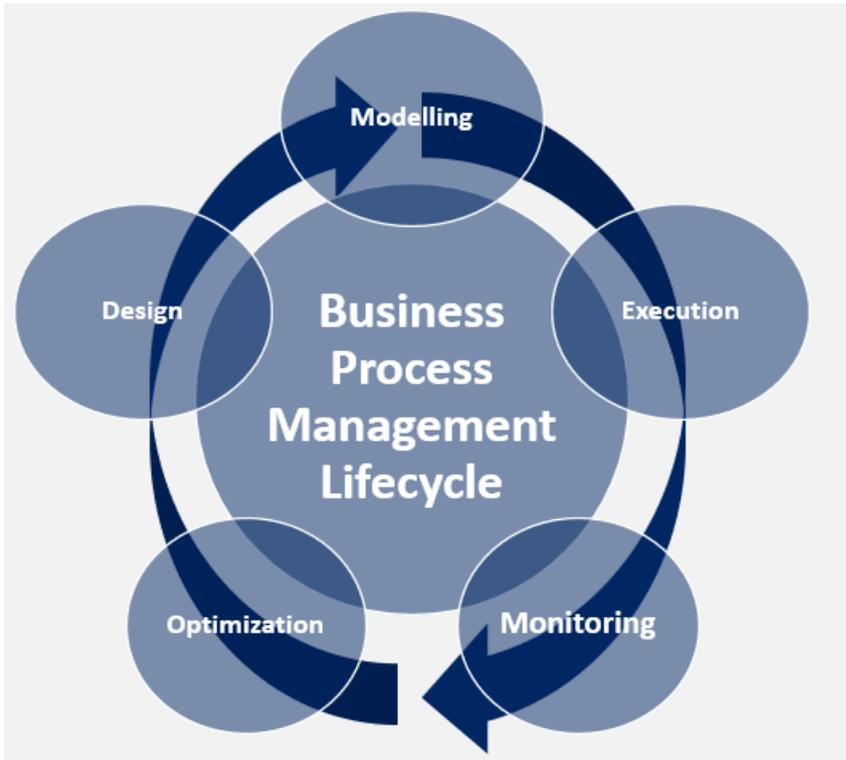 Modelling
Design
Execution
Business
Process
Management
Lifecycle
Optimization
Monitoring